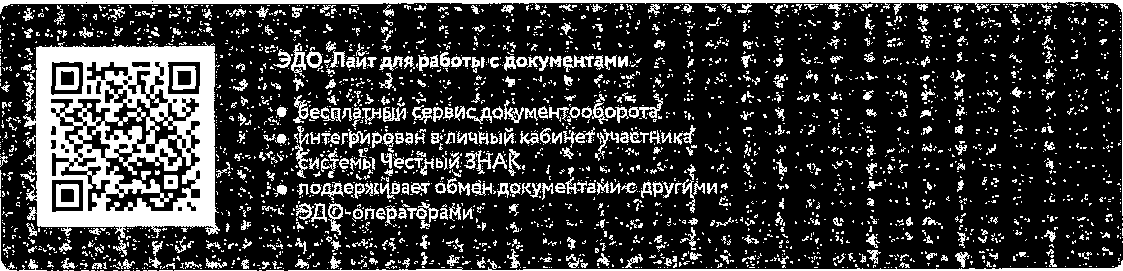 ЭДО-Лайт для работы с документами
● бесплатный сервис документооборота
● интегрирован в личный кабинет участника
системы Честный ЗНАК
● поддерживает обмен документами с другими
ЭДО-операторами